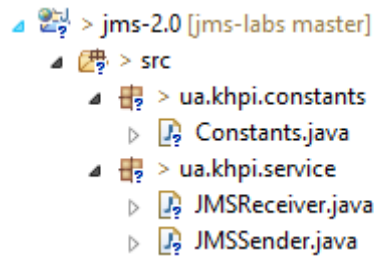 > jms-2.0 [jms-labs master]
> src
> ua.khpi.constants
Constants.java
> ua.khpi.service
JMSReceiver.java
JMSSender.java